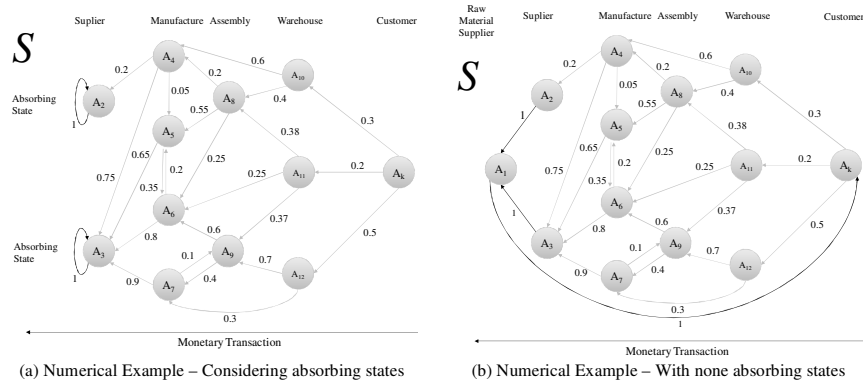 Suplier Manufacture Assembly Warehouse Customer
S
A4
0.6
A10
0.2
0.2
Absorbing
State
A2
0.05
A8
0.4
1
0.55
0.3
A5
0.38
0.65
0.2
0.25
0.75
0.35
0.25
A11
0.2
Ak
A6
0.37
0.8
0.6
0.5
Absorbing
State
A3
A9
0.1
0.7
1
0.9
0.4
A12
A7
0.3
Monetary Transaction
(a) Numerical Example – Considering absorbing states
Raw
Material
Supplier
Suplier Manufacture Assembly Warehouse Customer
S
A4
0.6
A10
0.2
0.2
A2
0.05
A8
0.4
0.55
0.3
1
A5
0.38
0.65
0.2
0.25
A1
0.75
0.35
0.25
A11
0.2
Ak
A6
1
0.37
0.8
0.6
0.5
A3
A9
0.1
0.7
0.9
0.4
A12
A7
0.3
1
Monetary Transaction
(b) Numerical Example – With none absorbing states